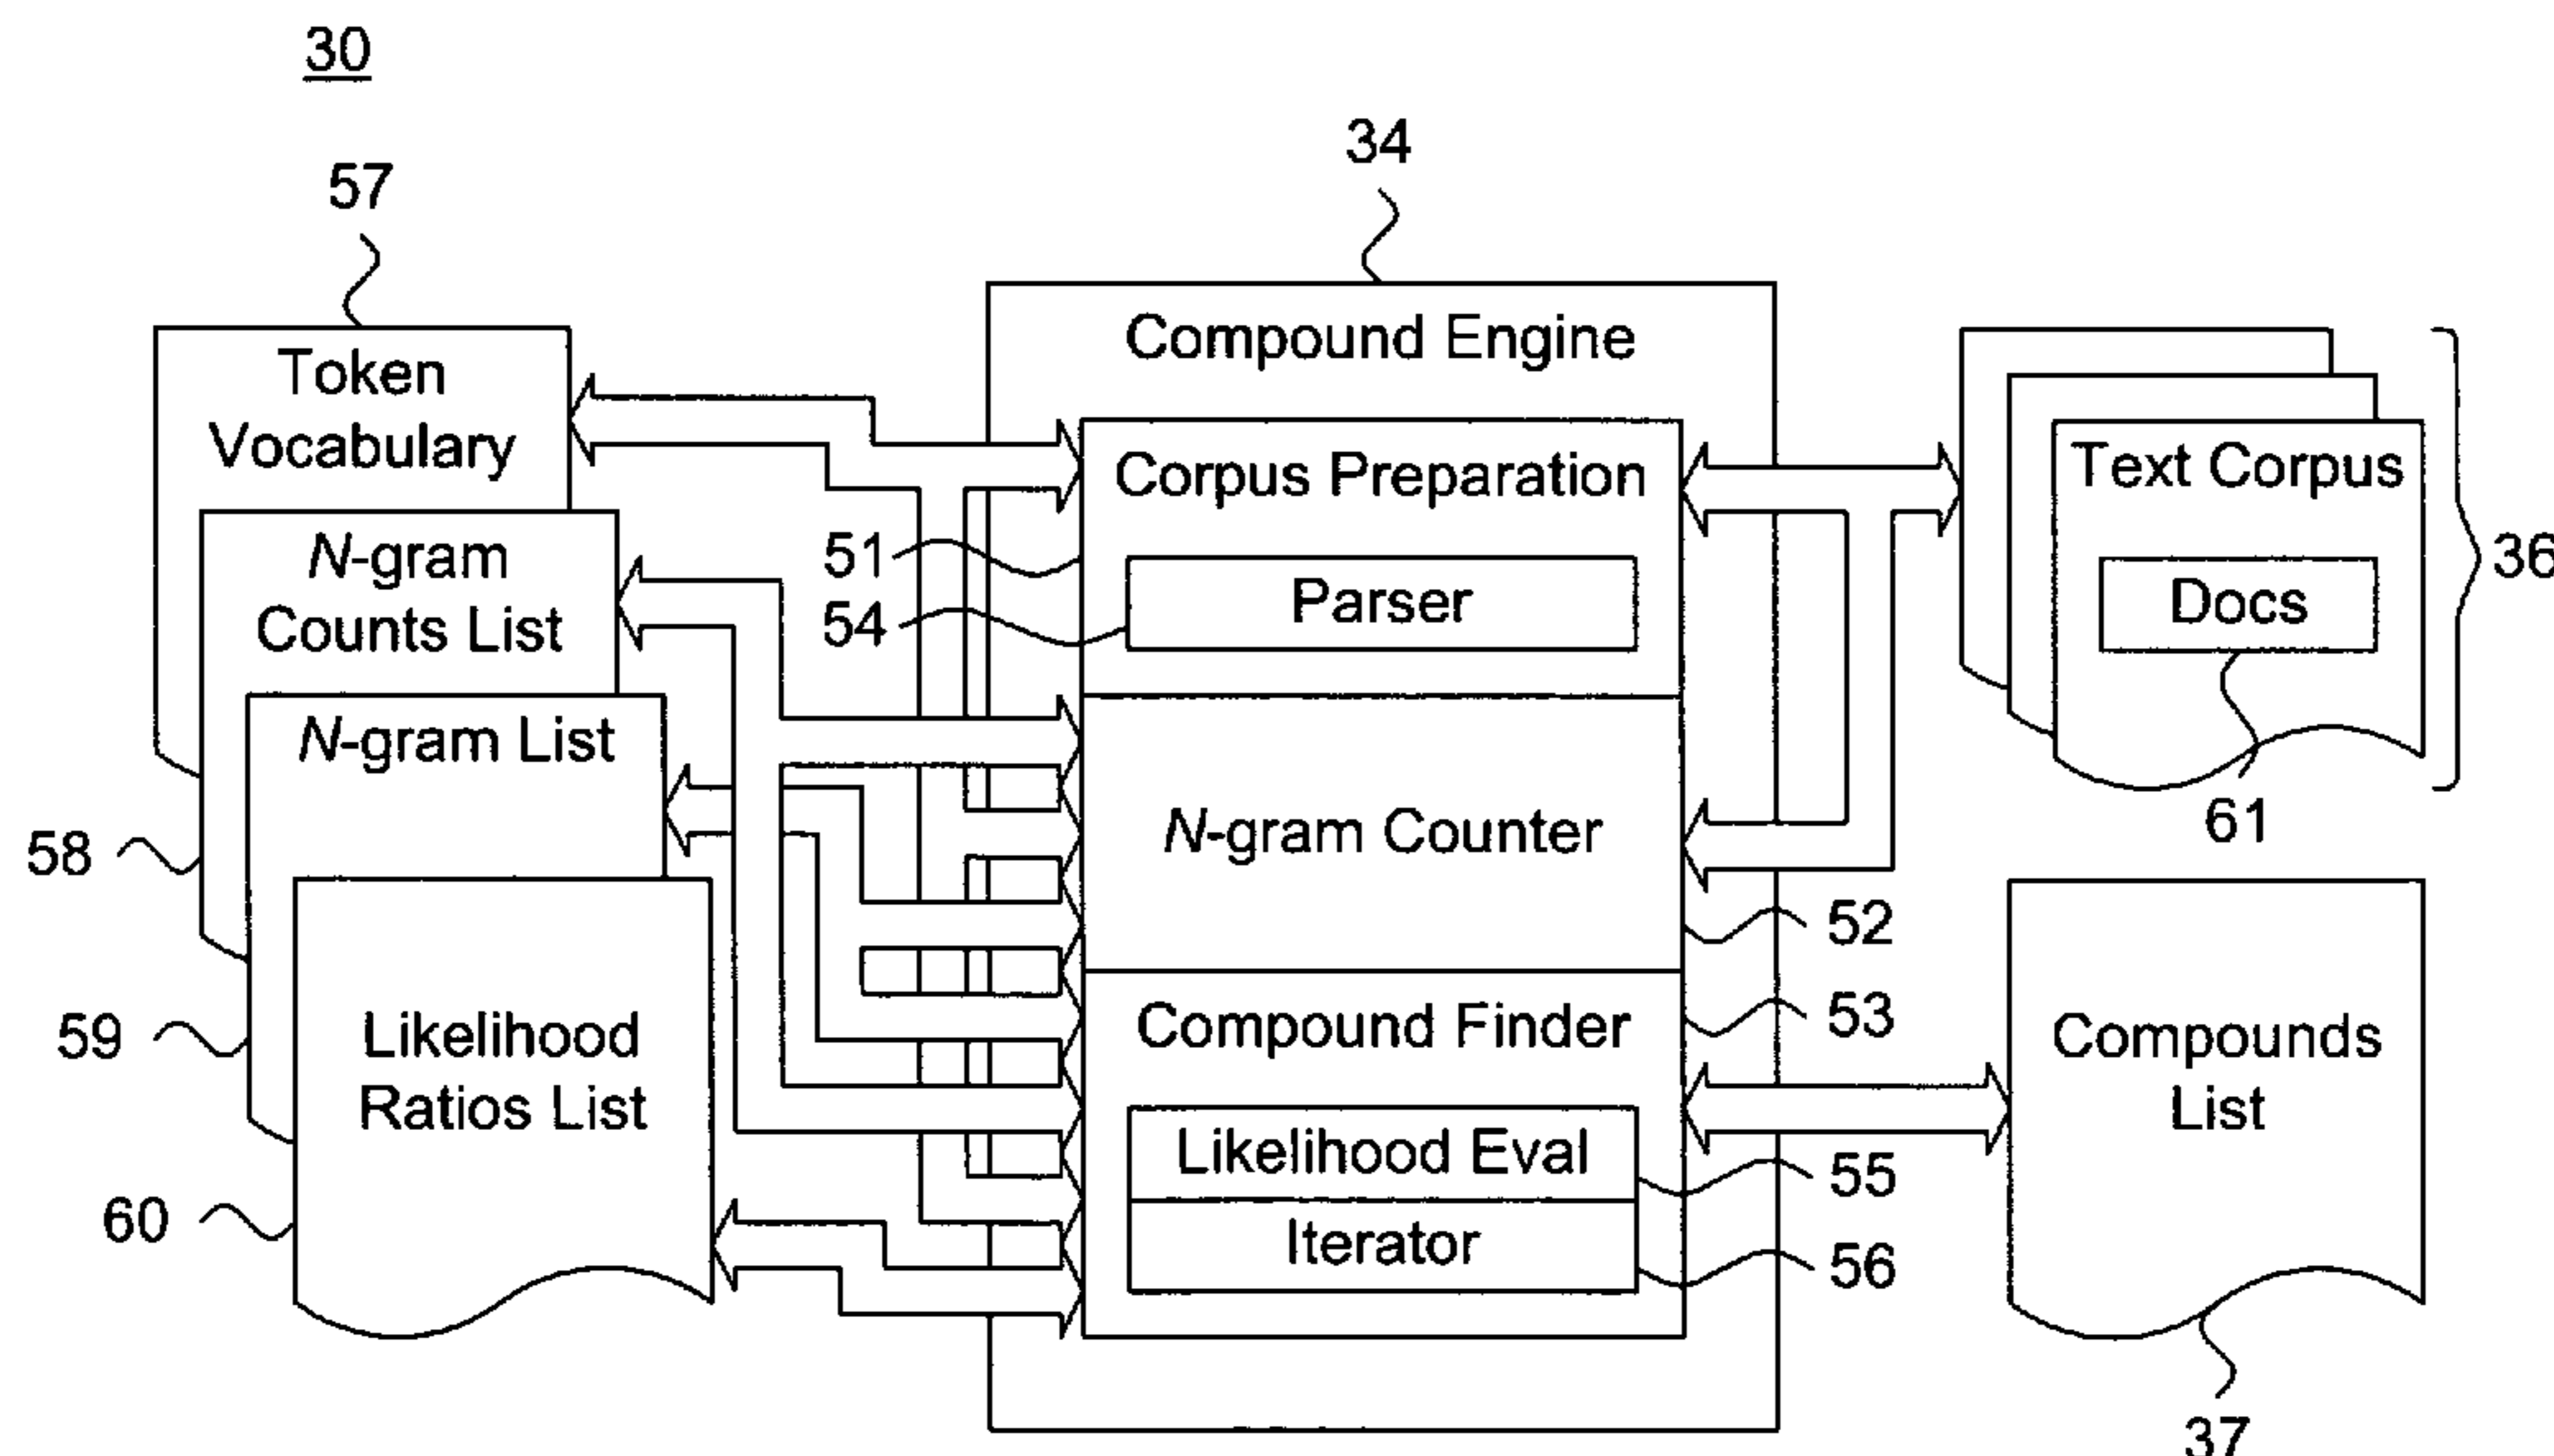 30
34
57
Compound Engine
Token
Vocabulary
Corpus Preparation
Text Corpus
N-gram
Counts List
51
Parser
54
Docs
36
N-gram List
N-gram Counter
61
58
52
Likelihood
Ratios List
59
Compound Finder
53
Compounds
List
Likelihood Eval
55
60
Iterator
56
37